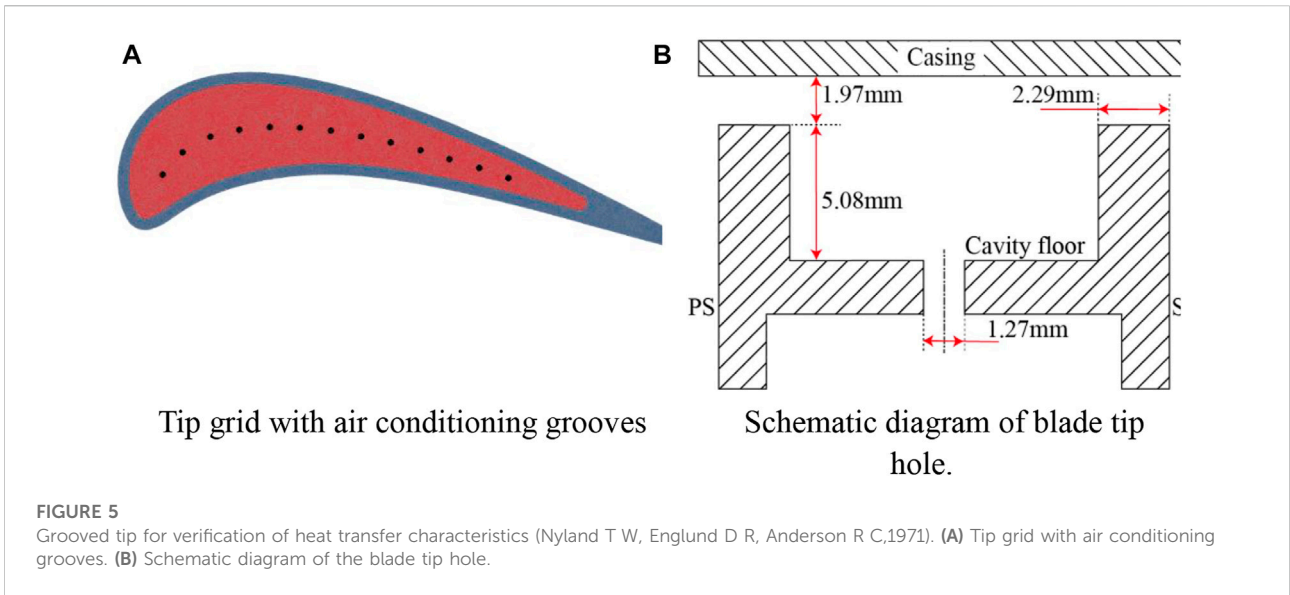 A
B
Casing
1.97mm
2.29mm
5.08mm
Cavity floor
PS
S
1.27mm
Tip grid with air conditioning grooves
Schematic diagram of blade tip
hole.
FIGURE 5
Grooved tip for verification of heat transfer characteristics (Nyland T W, Englund D R, Anderson R C,1971). (A) Tip grid with air conditioning
grooves. (B) Schematic diagram of the blade tip hole.